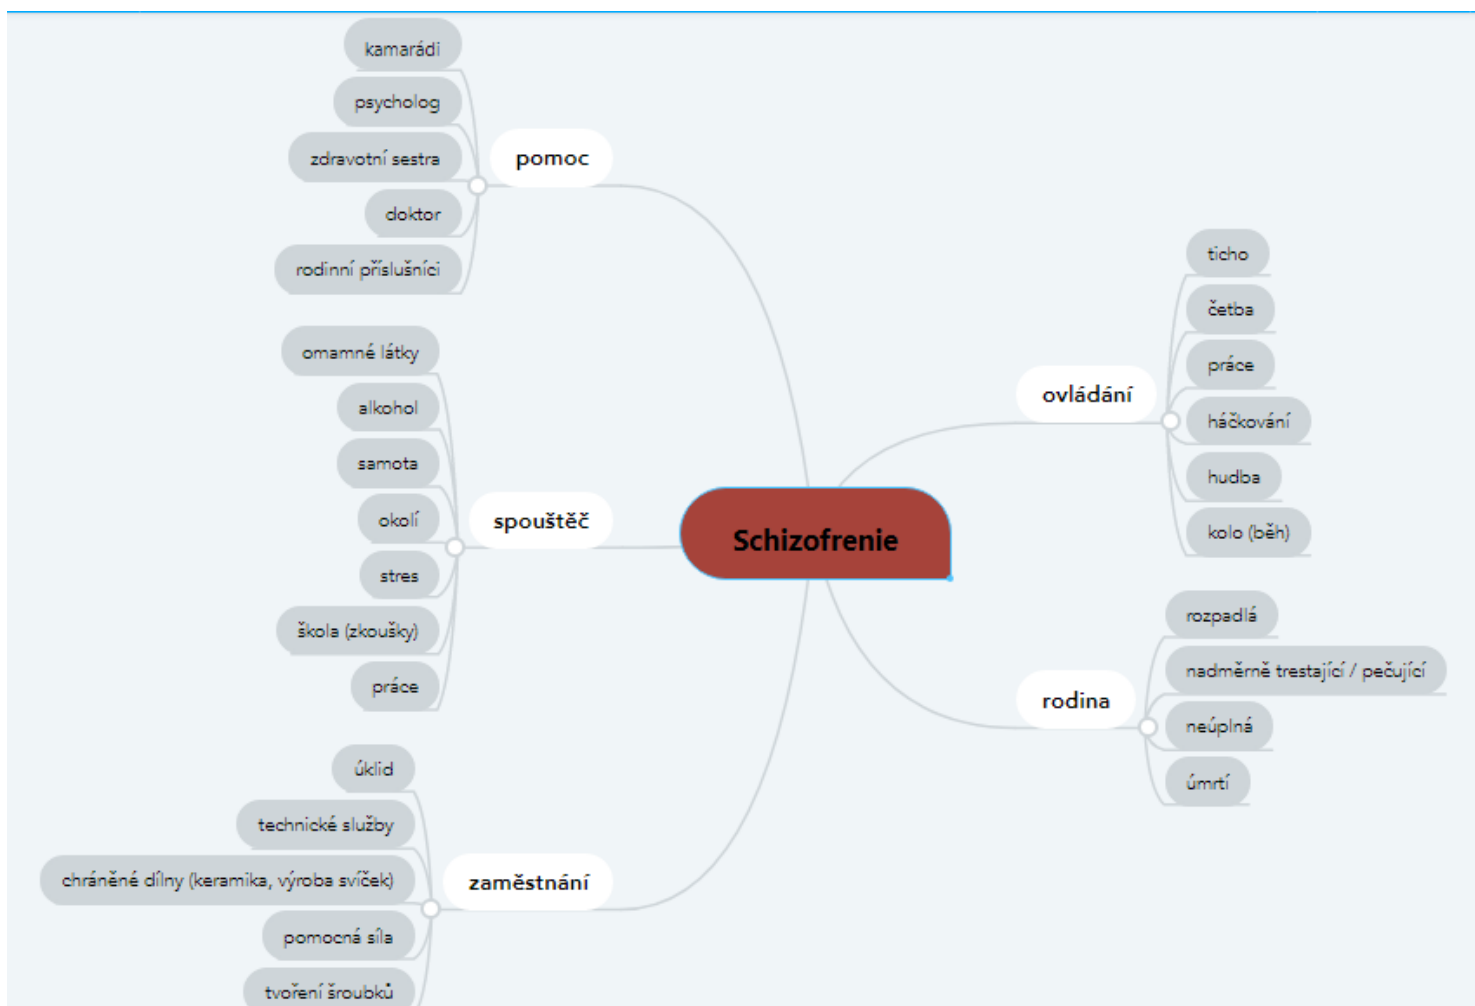 kamarádi
psycholog
zdravotní sestra
doktor
rodinní příslušníci
pomoc
omamné látky
alkohol
samota
okolí
stres
škola (zkoušky)
práce
spouštěč
úklid
technické služby
chráněné dílny (keramika, výroba svíček)
pomocná síla
tvoření šroubků
zaměstnání
Schizofrenie
ovládání
ticho
četba
práce
háčkování
hudba
kolo (běh)
rodina
rozpadlá
nadměrně trestající / pečující
neúplná
úmrtí